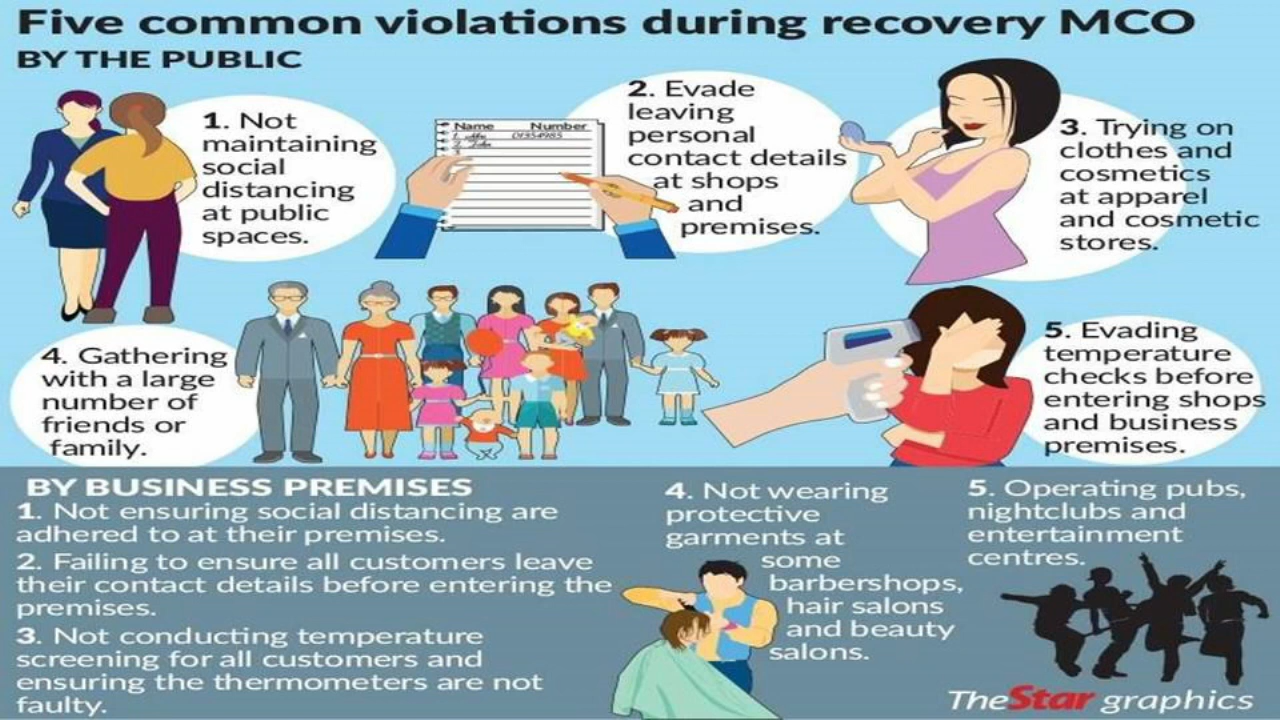 Five common violations during recovery MCO
BY THE PUBLIC
1. Not
maintaining
social
distancing
at public
spaces.
Name Number
1.
2.
3.
2. Evade
leaving
personal
contact details
at shops
and
premises.
3. Trying on
clothes and
cosmetics
at apparel
and cosmetic
stores.
4. Gathering
with a large
number of
friends or
family.
5. Evading
temperature
checks before
entering shops
and business
premises.
BY BUSINESS PREMISES
1. Not ensuring social distancing are
adhered to at their premises.
2. Failing to ensure all customers leave
their contact details before entering the
premises.
3. Not conducting temperature
screening for all customers and
ensuring the thermometers are not
faulty.
4. Not wearing
protective
garments at
some
barbershops,
hair salons
and beauty
salons.
5. Operating pubs,
nightclubs and
entertainment
centres.
TheStar graphics